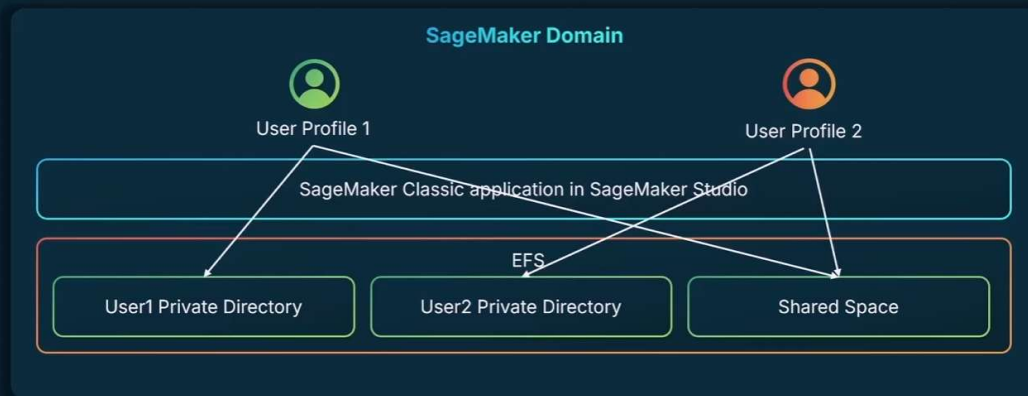 SageMaker Domain
User Profile 1
User Profile 2
SageMaker Classic application in SageMaker Studio
EFS
User1 Private Directory
User2 Private Directory
Shared Space